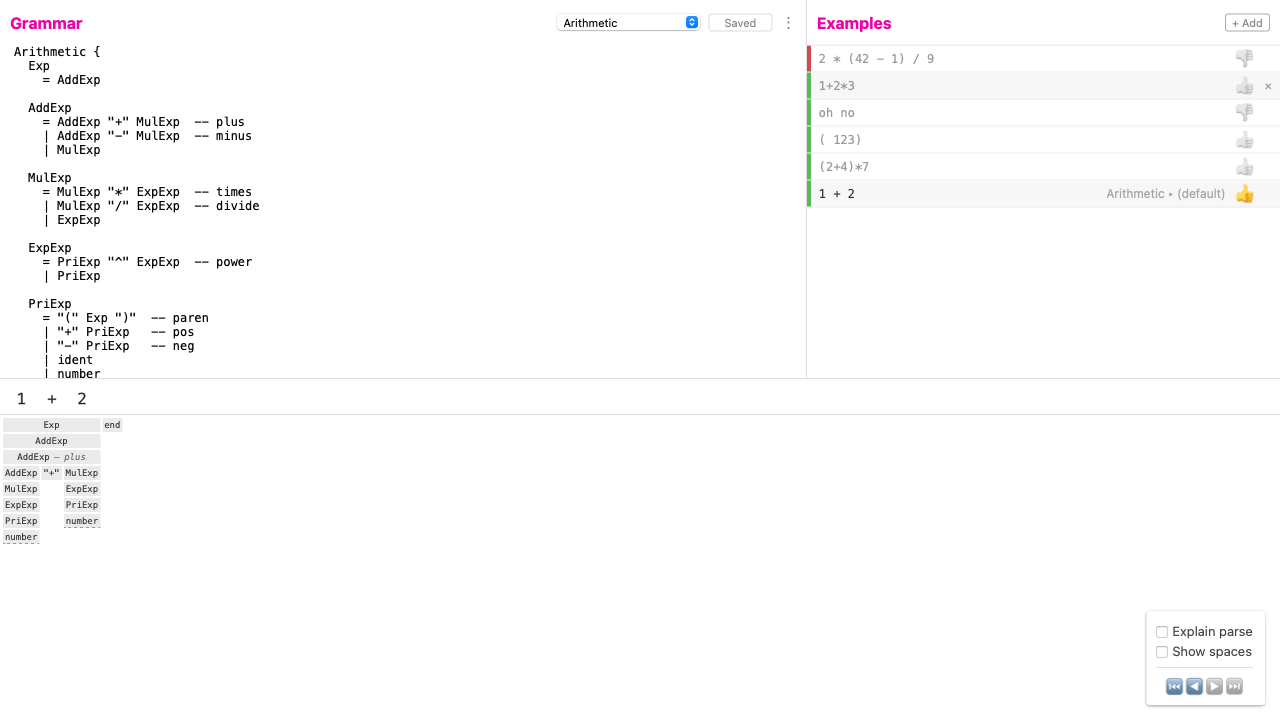 Grammar
Arithmetic
Saved
Arithmetic {
  Exp
    = AddExp
  AddExp
    = AddExp "+" MulExp  -- plus
    | AddExp "-" MulExp  -- minus
    | MulExp
  MulExp
    = MulExp "*" ExpExp  -- times
    | MulExp "/" ExpExp  -- divide
    | ExpExp
  ExpExp
    = PriExp "^" ExpExp  -- power
    | PriExp
  PriExp
    = "(" Exp ")"  -- paren
    | "+" PriExp   -- pos
    | "-" PriExp   -- neg
    | ident
    | number
Examples
+ Add
2 * (42 - 1) / 9
1+2*3 ×
oh no
( 123)
(2+4)*7
1 + 2 Arithmetic ▸ (default)
1 + 2
Exp end
AddExp
AddExp – plus
AddExp "+" MulExp
MulExp ExpExp
ExpExp PriExp
PriExp number
number
Explain parse
Show spaces